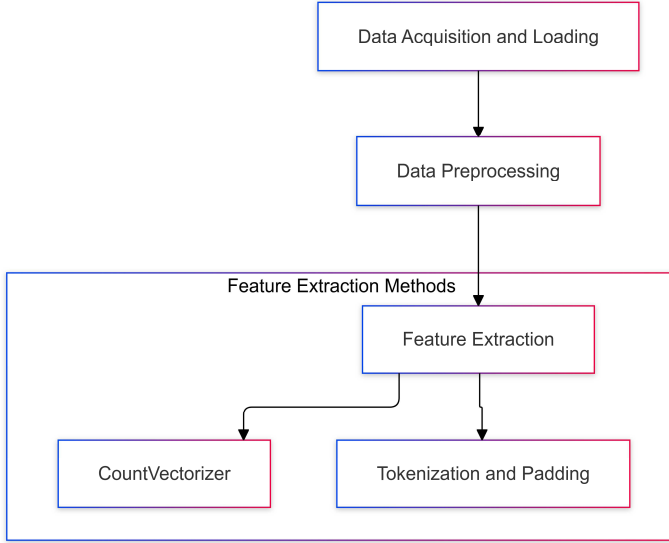 Data Acquisition and Loading
Data Preprocessing
Feature Extraction Methods
Feature Extraction
CountVectorizer
Tokenization and Padding